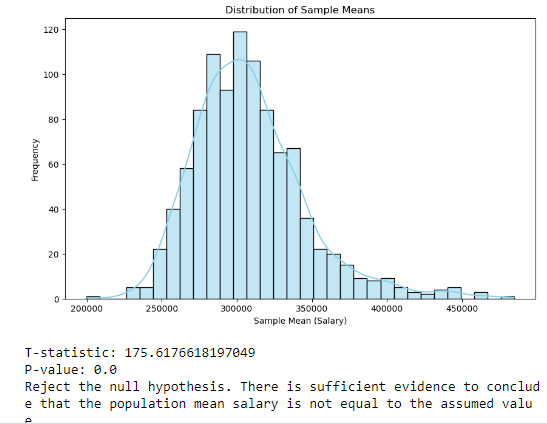 Distribution of Sample Means
120
100
80
60
40
20
0
Frequency
200000 250000 300000 350000 400000 450000
Sample Mean (Salary)
T-statistic: 175.6176618197049
P-value: 0.0
Reject the null hypothesis. There is sufficient evidence to conclud
e that the population mean salary is not equal to the assumed valu
e